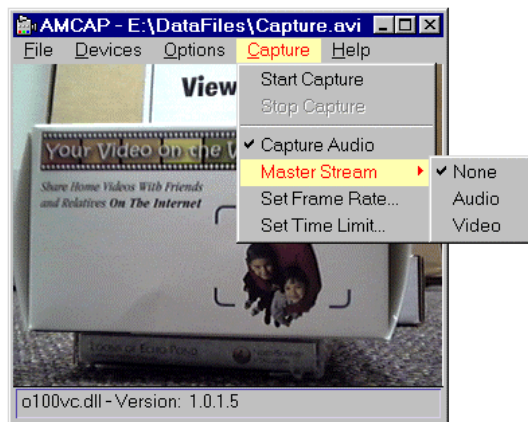 AMCAP - E:\DataFiles\Capture.avi
File Devices Options Capture Help
View
Start Capture
Stop Capture
Capture Audio
Master Stream
Set Frame Rate...
Set Time Limit...
None
Audio
Video
Your Video on the
Share Home Videos With Friends
and Relatives On The Internet
o100vc.dll - Version: 1.0.1.5